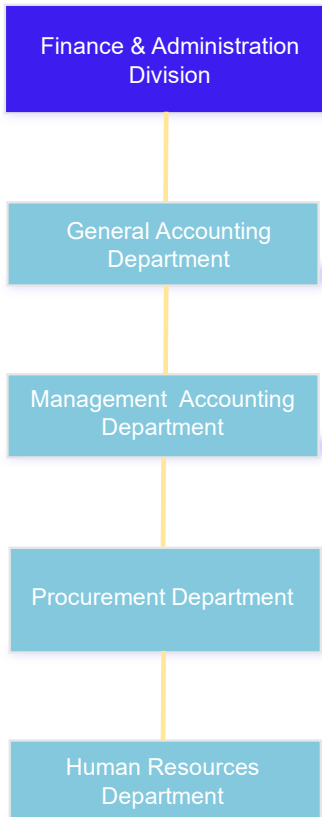 Finance & Administration
Division
General Accounting
Department
Management  Accounting
Department
Procurement Department
Human Resources
Department